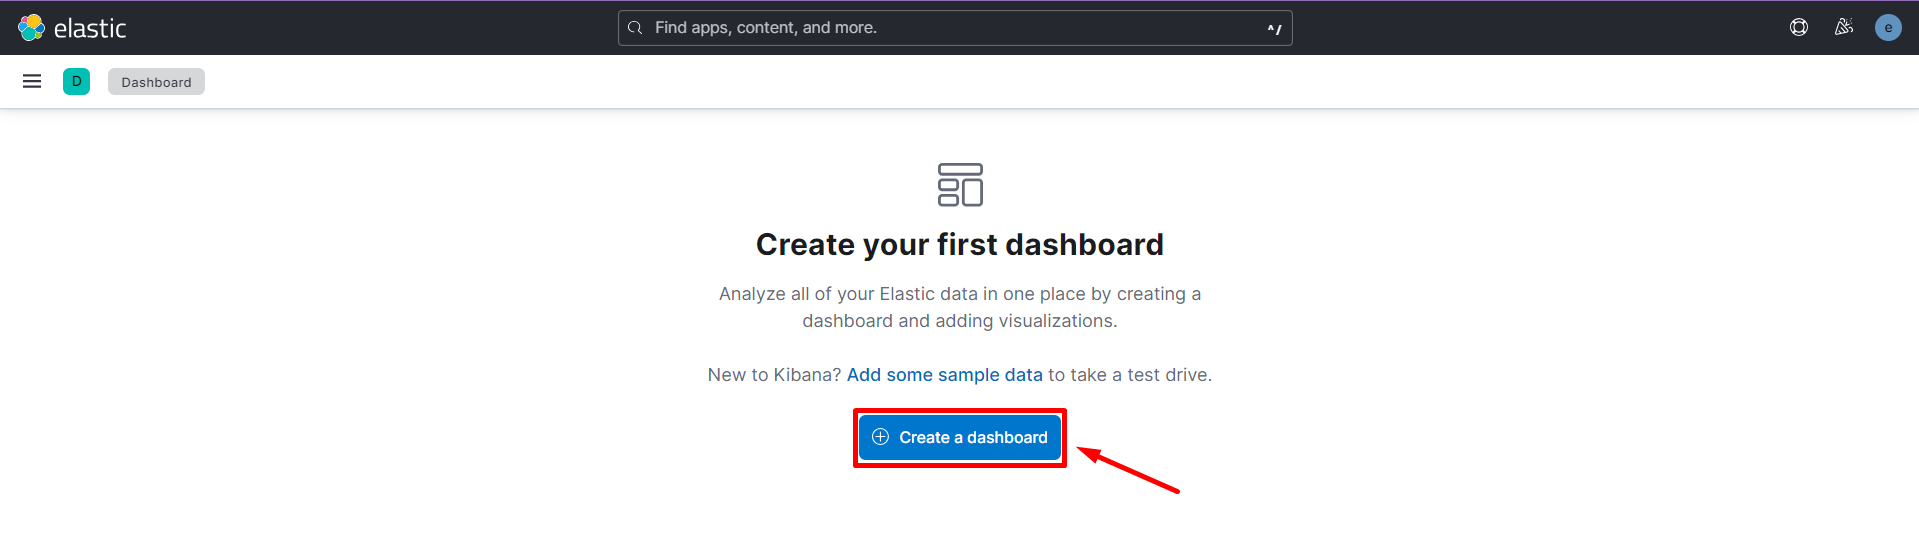 elastic
Find apps, content, and more.
^/
e
D
Dashboard
Create your first dashboard
Analyze all of your Elastic data in one place by creating a
dashboard and adding visualizations.
New to Kibana? Add some sample data to take a test drive.
Create a dashboard